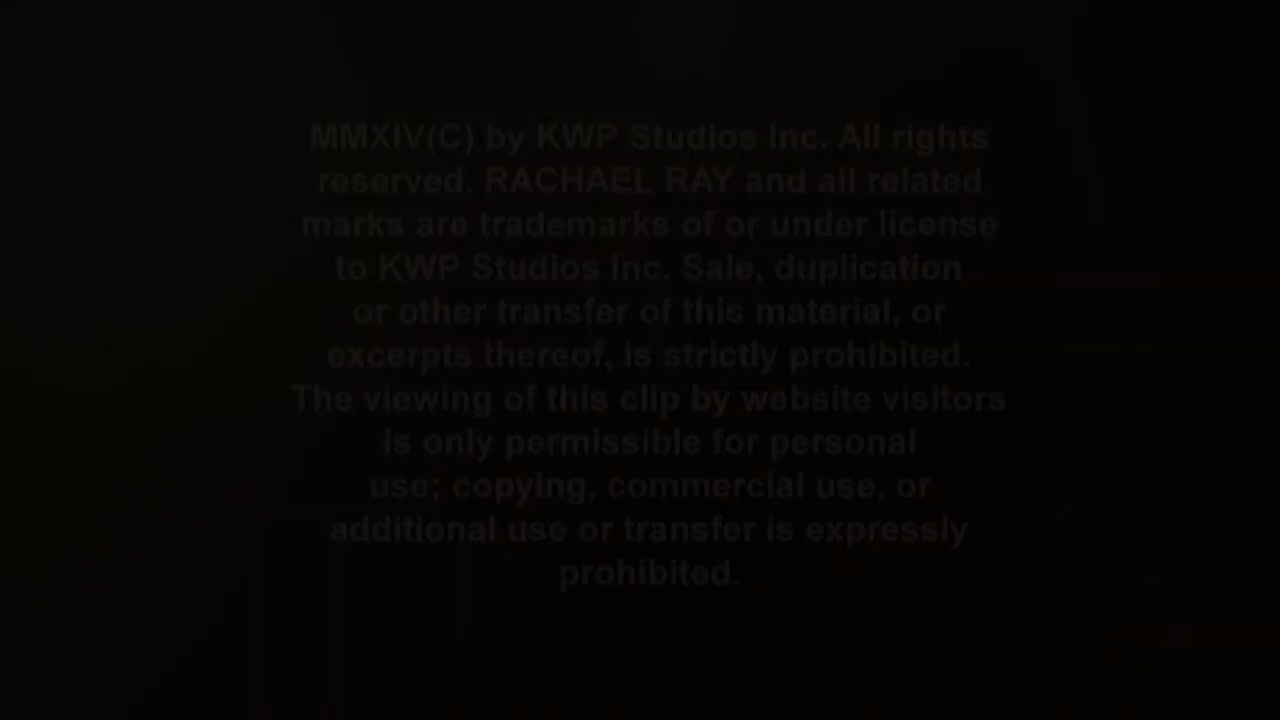 MMXIV(C) by KWP Studios Inc. All rights
reserved. RACHAEL RAY and all related
marks are trademarks of or under license
to KWP Studios Inc. Sale, duplication
or other transfer of this material, or
excerpts thereof, is strictly prohibited.
The viewing of this clip by website visitors
is only permissible for personal
use; copying, commercial use, or
additional use or transfer is expressly
prohibited.